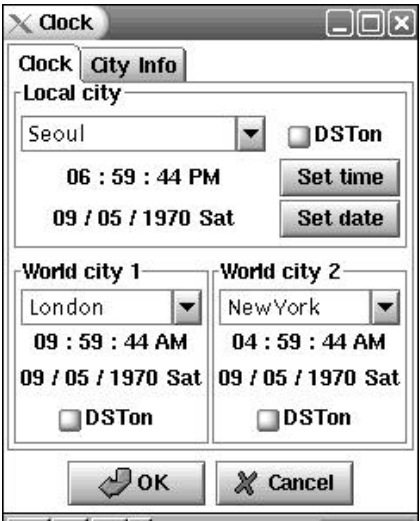 Clock
Clock City Info
Local city
Seoul DSTon
06 : 59 : 44 PM Set time
09 / 05 / 1970 Sat Set date
World city 1 World city 2
London NewYork
09 : 59 : 44 AM 04 : 59 : 44 AM
09 / 05 / 1970 Sat 09 / 05 / 1970 Sat
DSTon DSTon
OK Cancel